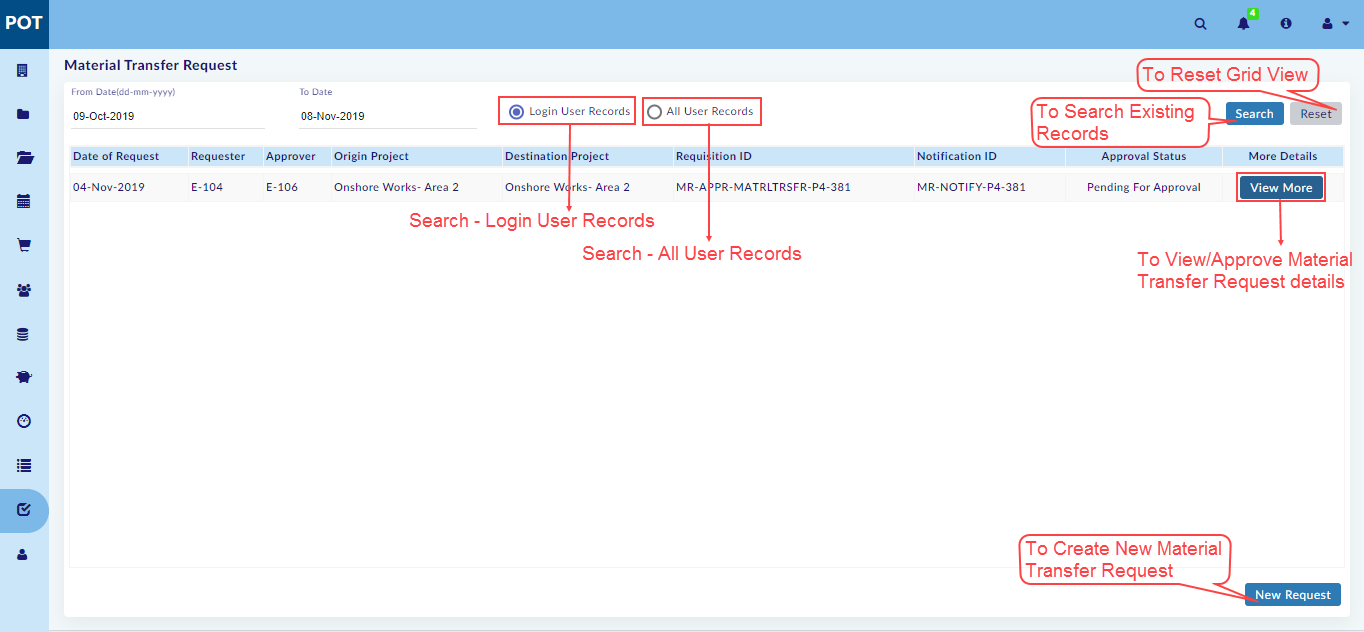 POT
4
Material Transfer Request
To Reset Grid View
From Date(dd-mm-yyyy)
To Date
09-Oct-2019
08-Nov-2019
Login User Records
All User Records
To Search Existing
Records
Search
Reset
Date of Request Requester Approver Origin Project Destination Project Requisition ID Notification ID Approval Status More Details
04-Nov-2019 E-104 E-106 Onshore Works- Area 2 Onshore Works- Area 2 MR-APPR-MATRLTRSFR-P4-381 MR-NOTIFY-P4-381 Pending For Approval View More
Search - Login User Records
Search - All User Records
To View/Approve Material
Transfer Request details
To Create New Material
Transfer Request
New Request